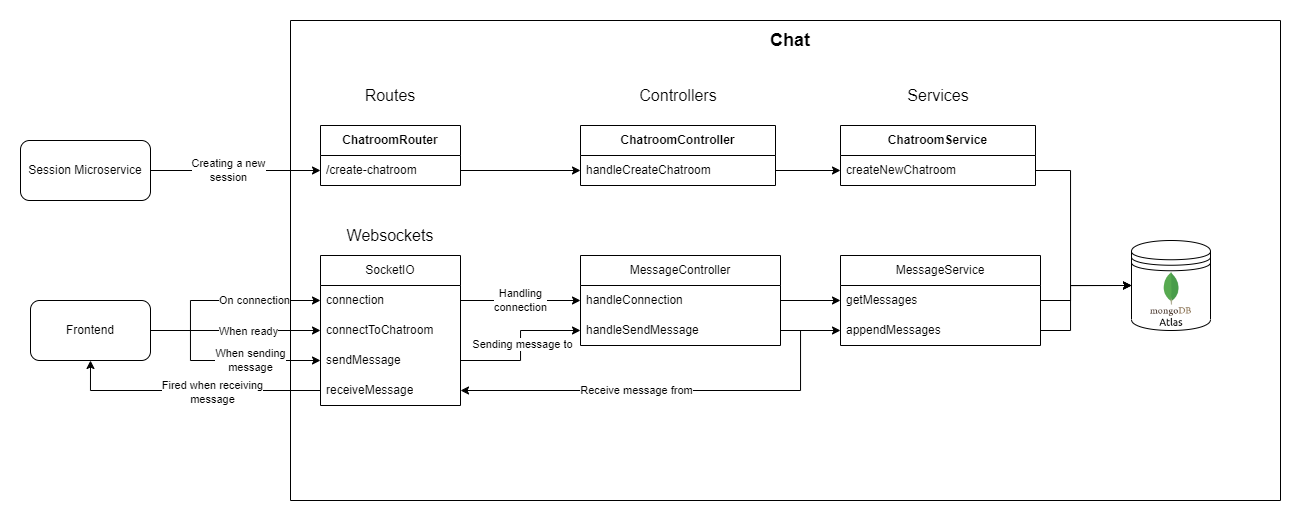 Chat
Routes
Controllers
Services
ChatroomRouter
ChatroomController
ChatroomService
Session Microservice
Creating a new
session
/create-chatroom
handleCreateChatroom
createNewChatroom
Websockets
SocketIO
MessageController
MessageService
Frontend
On connection
connection
Handling
connection
handleConnection
getMessages
When ready
connectToChatroom
handleSendMessage
appendMessages
When sending
message
sendMessage
Sending message to
Fired when receiving
message
receiveMessage
Receive message from
mongoDB
Atlas